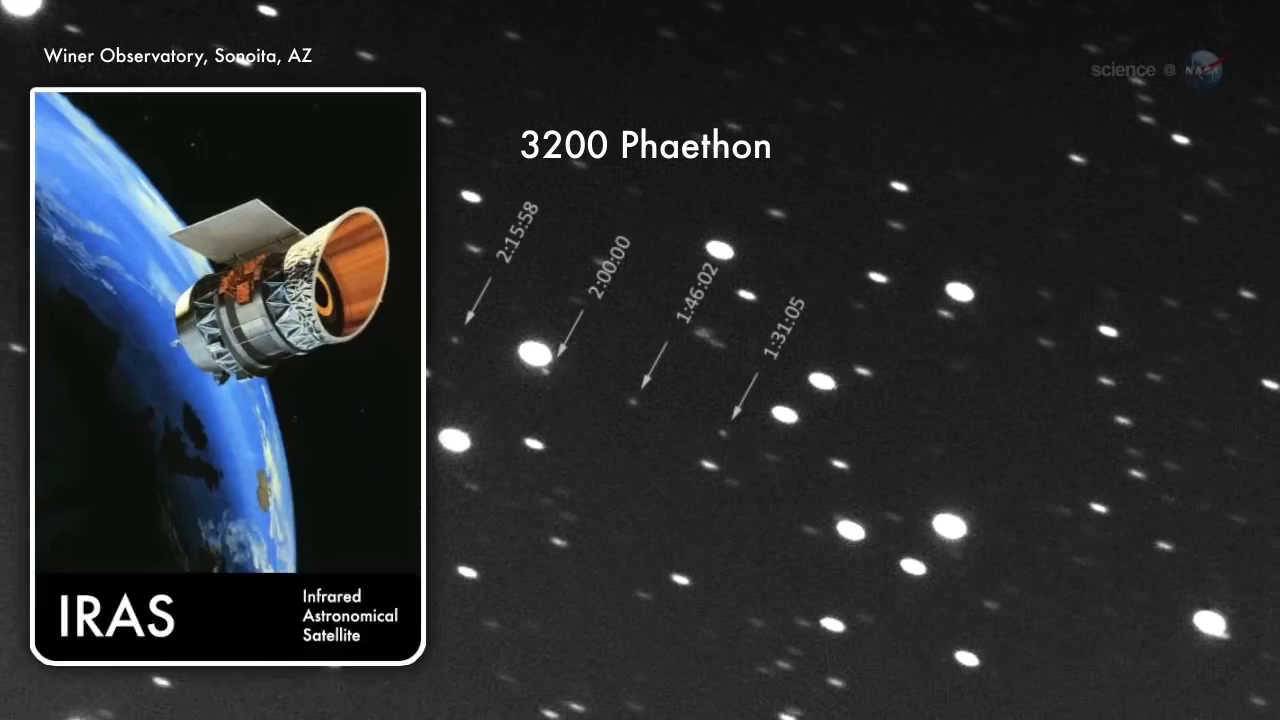 Winer Observatory, Sonoita, AZ
science @ NASA
3200 Phaethon
2:15:58
2:00:00
1:46:02
1:31:05
IRAS
Infrared
Astronomical
Satellite